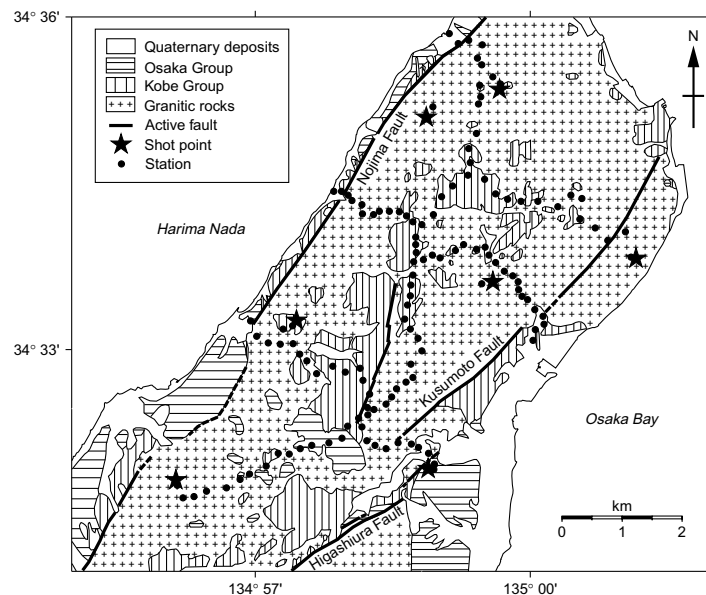 34° 36'
Quaternary deposits
Osaka Group
Kobe Group
Granitic rocks
Active fault
Shot point
Station
N
Nojima Fault
Harima Nada
34° 33'
Kusumoto Fault
Osaka Bay
km
0 1 2
Higashiura Fault
134° 57' 135° 00'